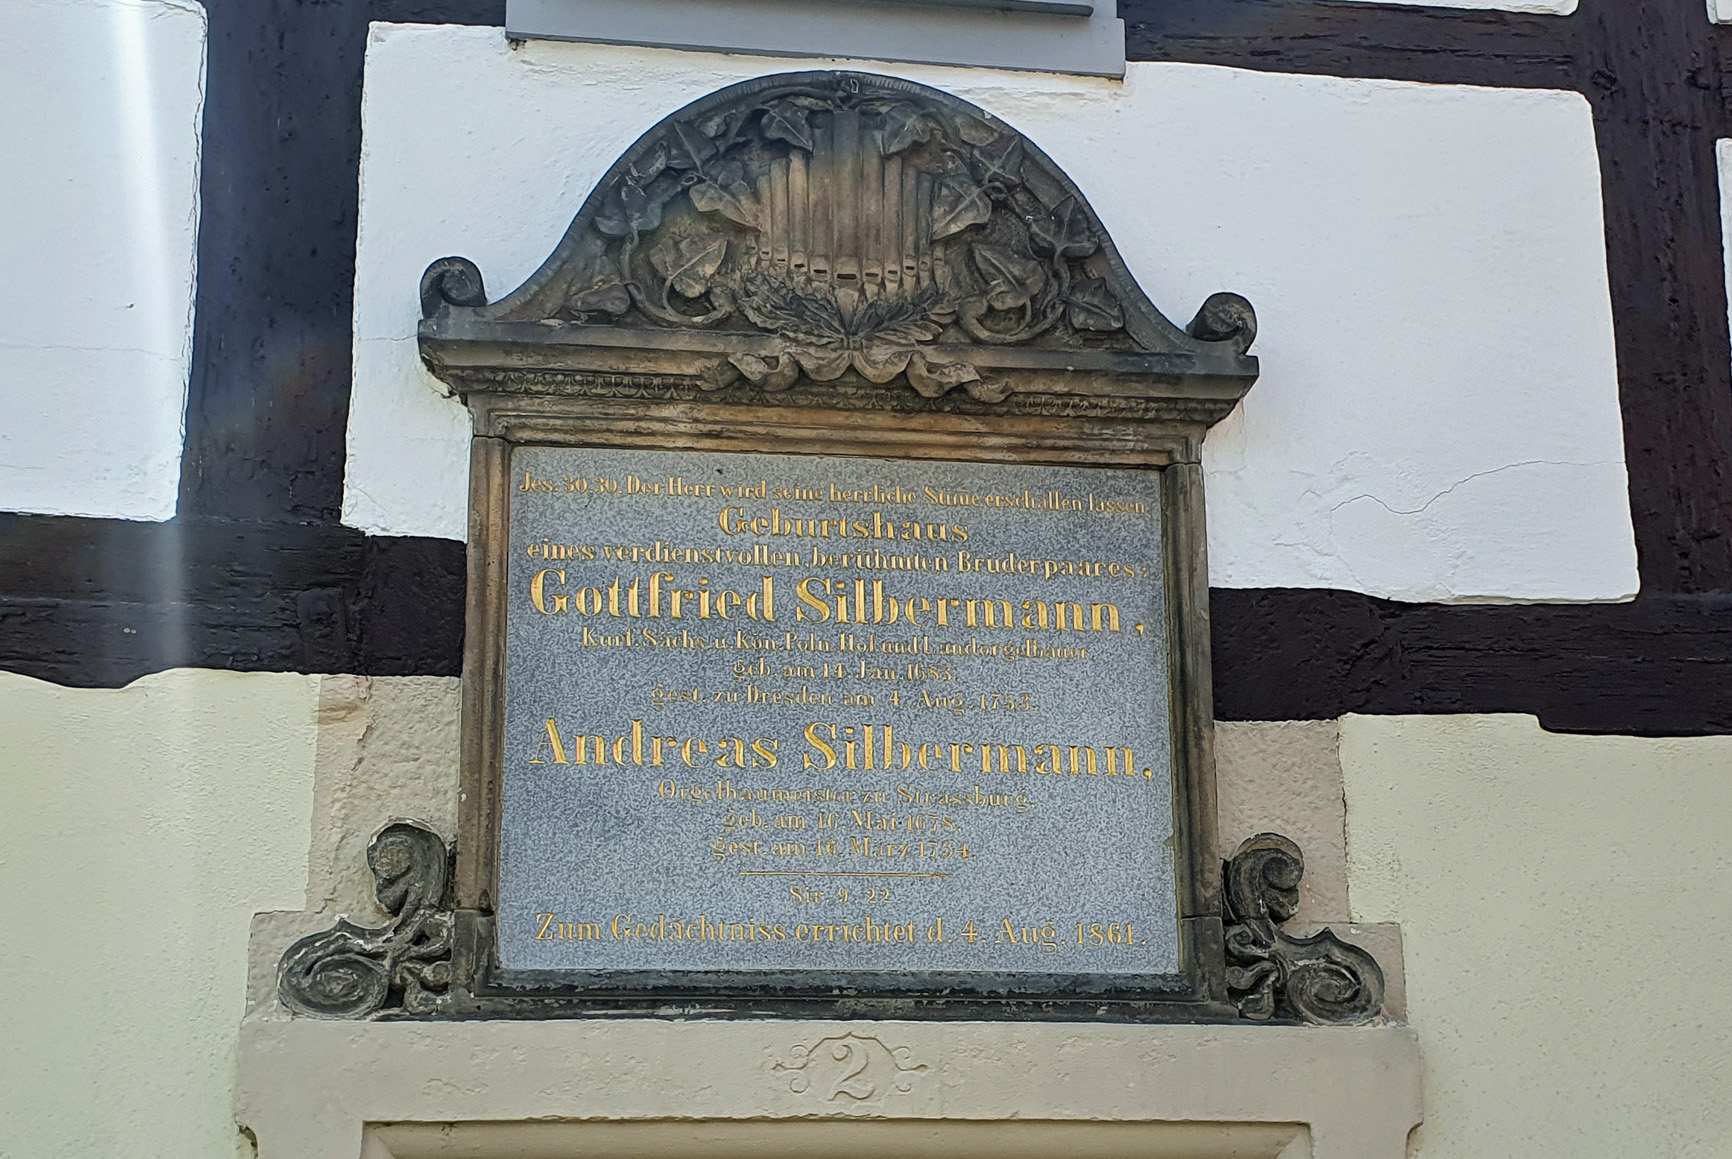 Jes. 30,30. Der Herr wird seine herrliche Stime erschallen lassen.
Geburtshaus
eines verdienstvollen, berühmten Brüderpaares:
Gottfried Silbermann,
Kurf. Sächs. u. Kön. Poln. Hof and Landorgelbauer,
geb. am 14. Jan. 1683.
gest. zu Dresden am 4. Aug. 1753.
Andreas Silbermann,
Orgelbaumeister zu Strassburg,
geb. am 16. Mai 1678,
gest. am 16. März 1734.
Sir. 9. 22
Zum Gedächtniss errichtet d. 4. Aug. 1861.
2